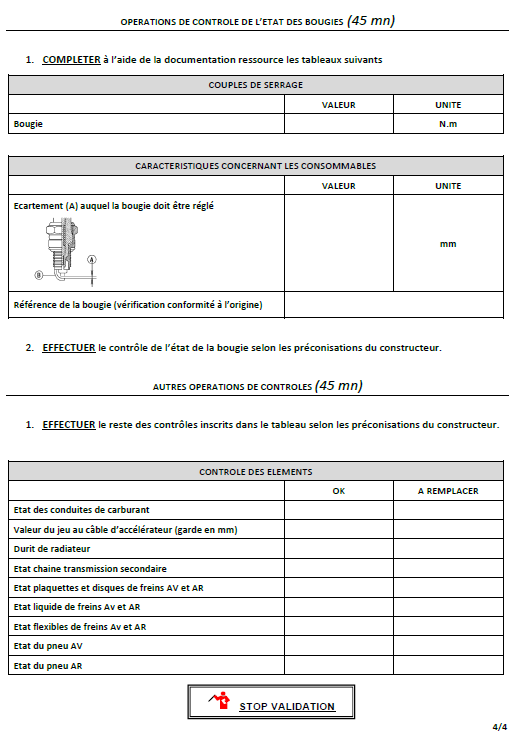 OPERATIONS DE CONTROLE DE L'ETAT DES BOUGIES (45 mn)
1. COMPLETER à l'aide de la documentation ressource les tableaux suivants
COUPLES DE SERRAGE
VALEUR UNITE
Bougie N.m
CARACTERISTIQUES CONCERNANT LES CONSOMMABLES
VALEUR UNITE
Ecartement (A) auquel la bougie doit être réglé
A
B
mm
Référence de la bougie (vérification conformité à l'origine)
2. EFFECTUER le contrôle de l'état de la bougie selon les préconisations du constructeur.
AUTRES OPERATIONS DE CONTROLES (45 mn)
1. EFFECTUER le reste des contrôles inscrits dans le tableau selon les préconisations du constructeur.
CONTROLE DES ELEMENTS
OK A REMPLACER
Etat des conduites de carburant
Valeur du jeu au câble d'accélérateur (garde en mm)
Durit de radiateur
Etat chaine transmission secondaire
Etat plaquettes et disques de freins AV et AR
Etat liquide de freins Av et AR
Etat flexibles de freins Av et AR
Etat du pneu AV
Etat du pneu AR
STOP VALIDATION
4/4